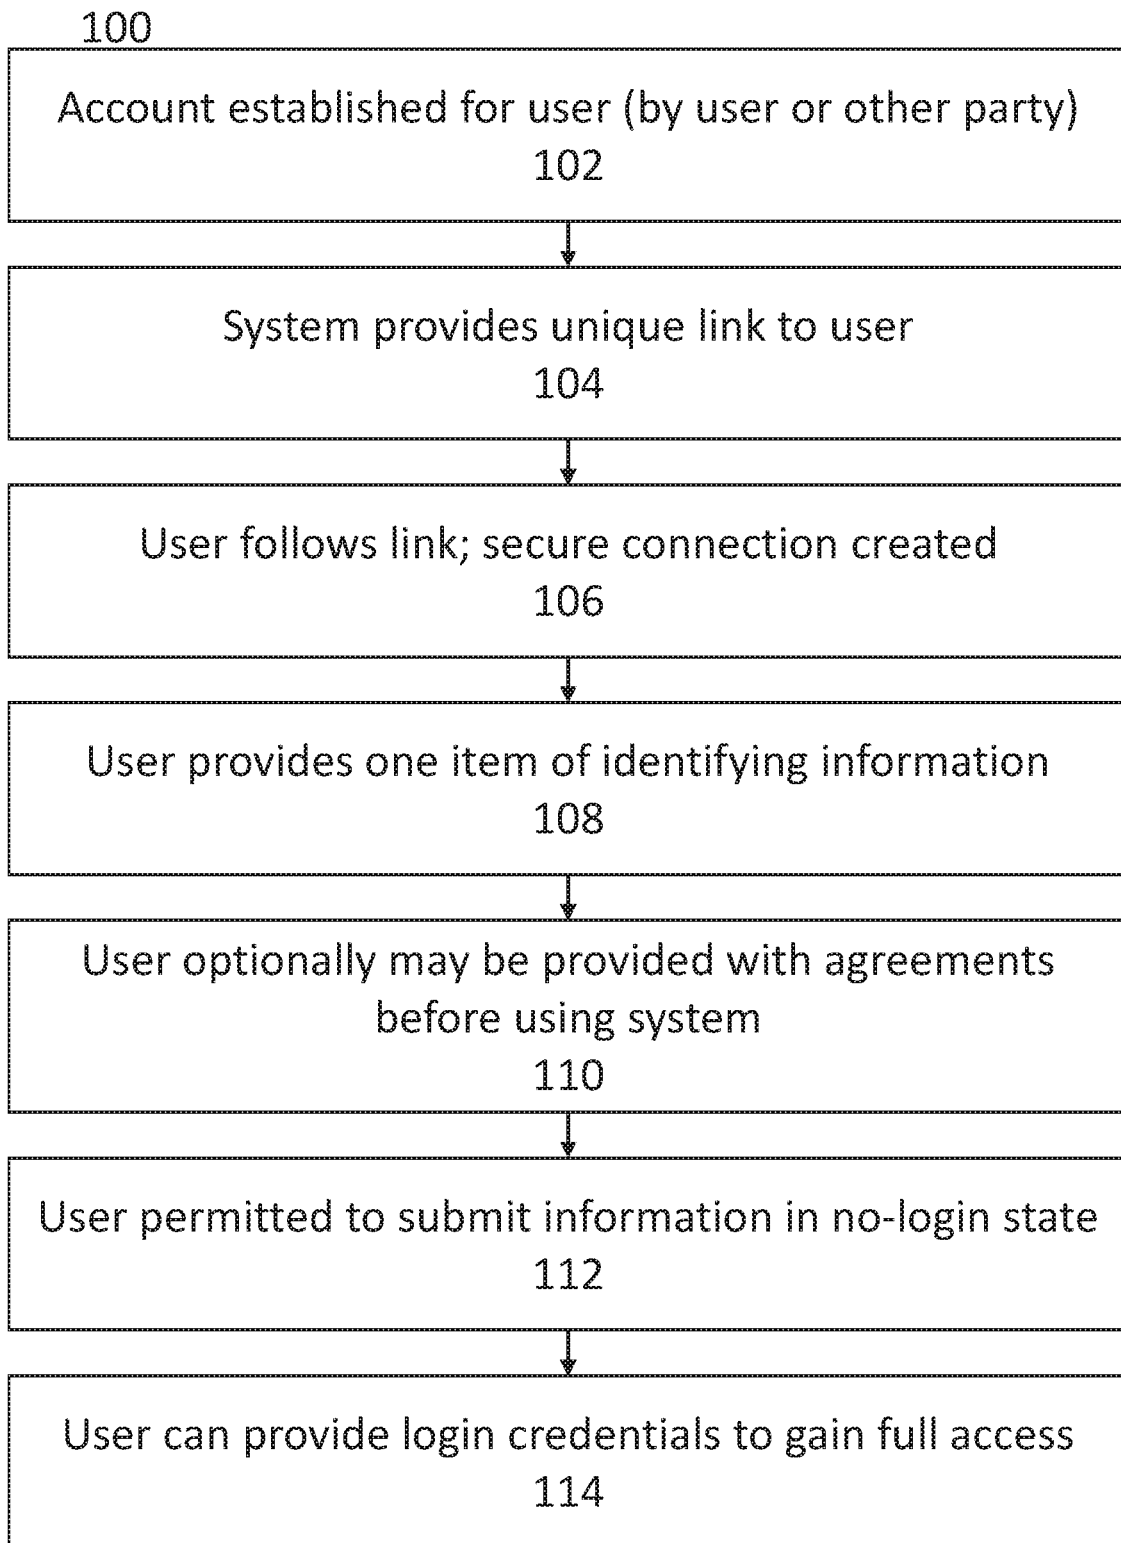 100
Account established for user (by user or other party)
102
System provides unique link to user
104
User follows link; secure connection created
106
User provides one item of identifying information
108
User optionally may be provided with agreements
before using system
110
User permitted to submit information in no-login state
112
User can provide login credentials to gain full access
114